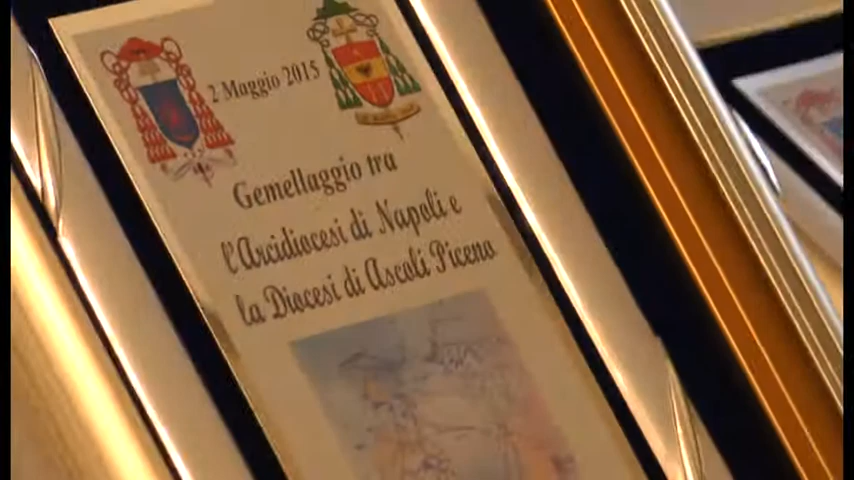 2 Maggio 2015
Gemellaggio tra
l'Arcidiocesi di Napoli e
la Diocesi di Ascoli Piceno